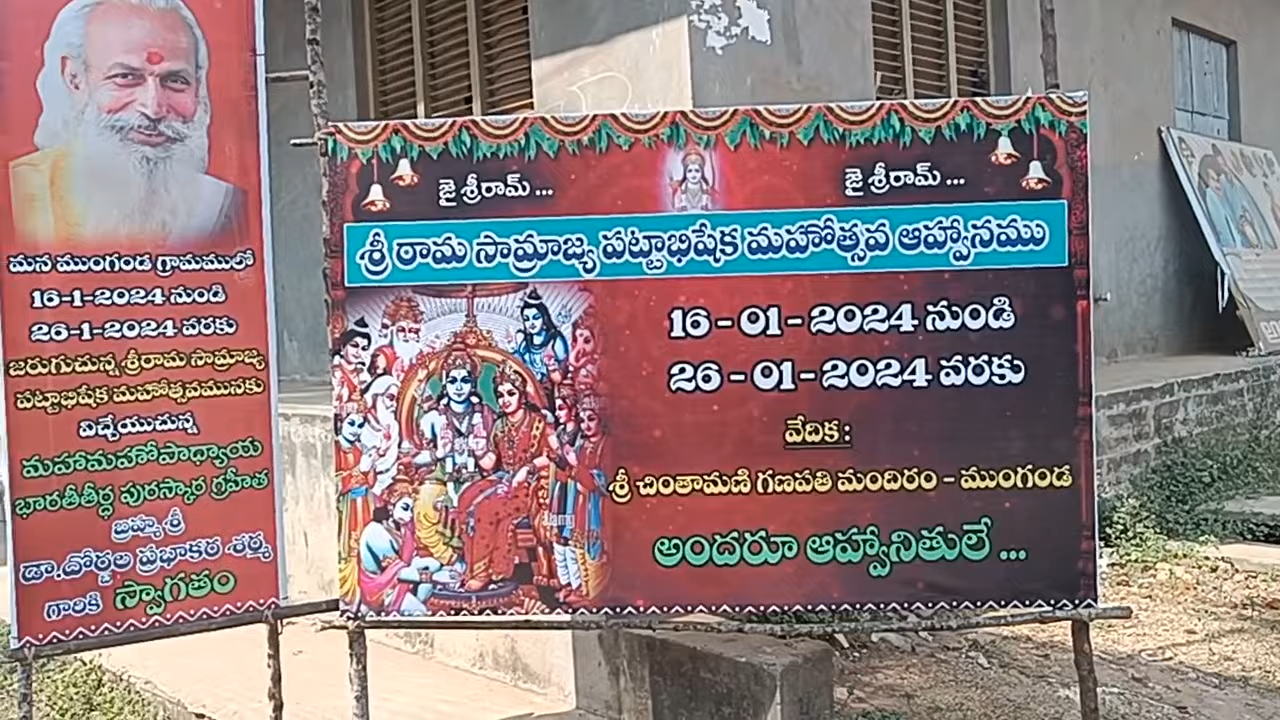 మన ముంగండ గ్రామములో
16-1-2024 నుండి
26-1-2024 వరకు
జరుగుచున్న శ్రీరామ సామ్రాజ్య
పట్టాభిషేక మహోత్సవమునకు
విచ్చేయుచున్న
మహామహోపాధ్యాయ
భారతీతీర్థ పురస్కార గ్రహీత
బ్రహ్మశ్రీ
డా.దోర్బల ప్రభాకర శర్మ
గారికి స్వాగతం
జై శ్రీరామ్ ...
జై శ్రీరామ్ ...
శ్రీ రామ సామ్రాజ్య పట్టాభిషేక మహోత్సవ ఆహ్వానము
16 - 01 - 2024 నుండి
26 - 01 - 2024 వరకు
వేదిక :
శ్రీ చింతామణి గణపతి మందిరం - ముంగండ
అందరూ ఆహ్వానితులే ...
alamy